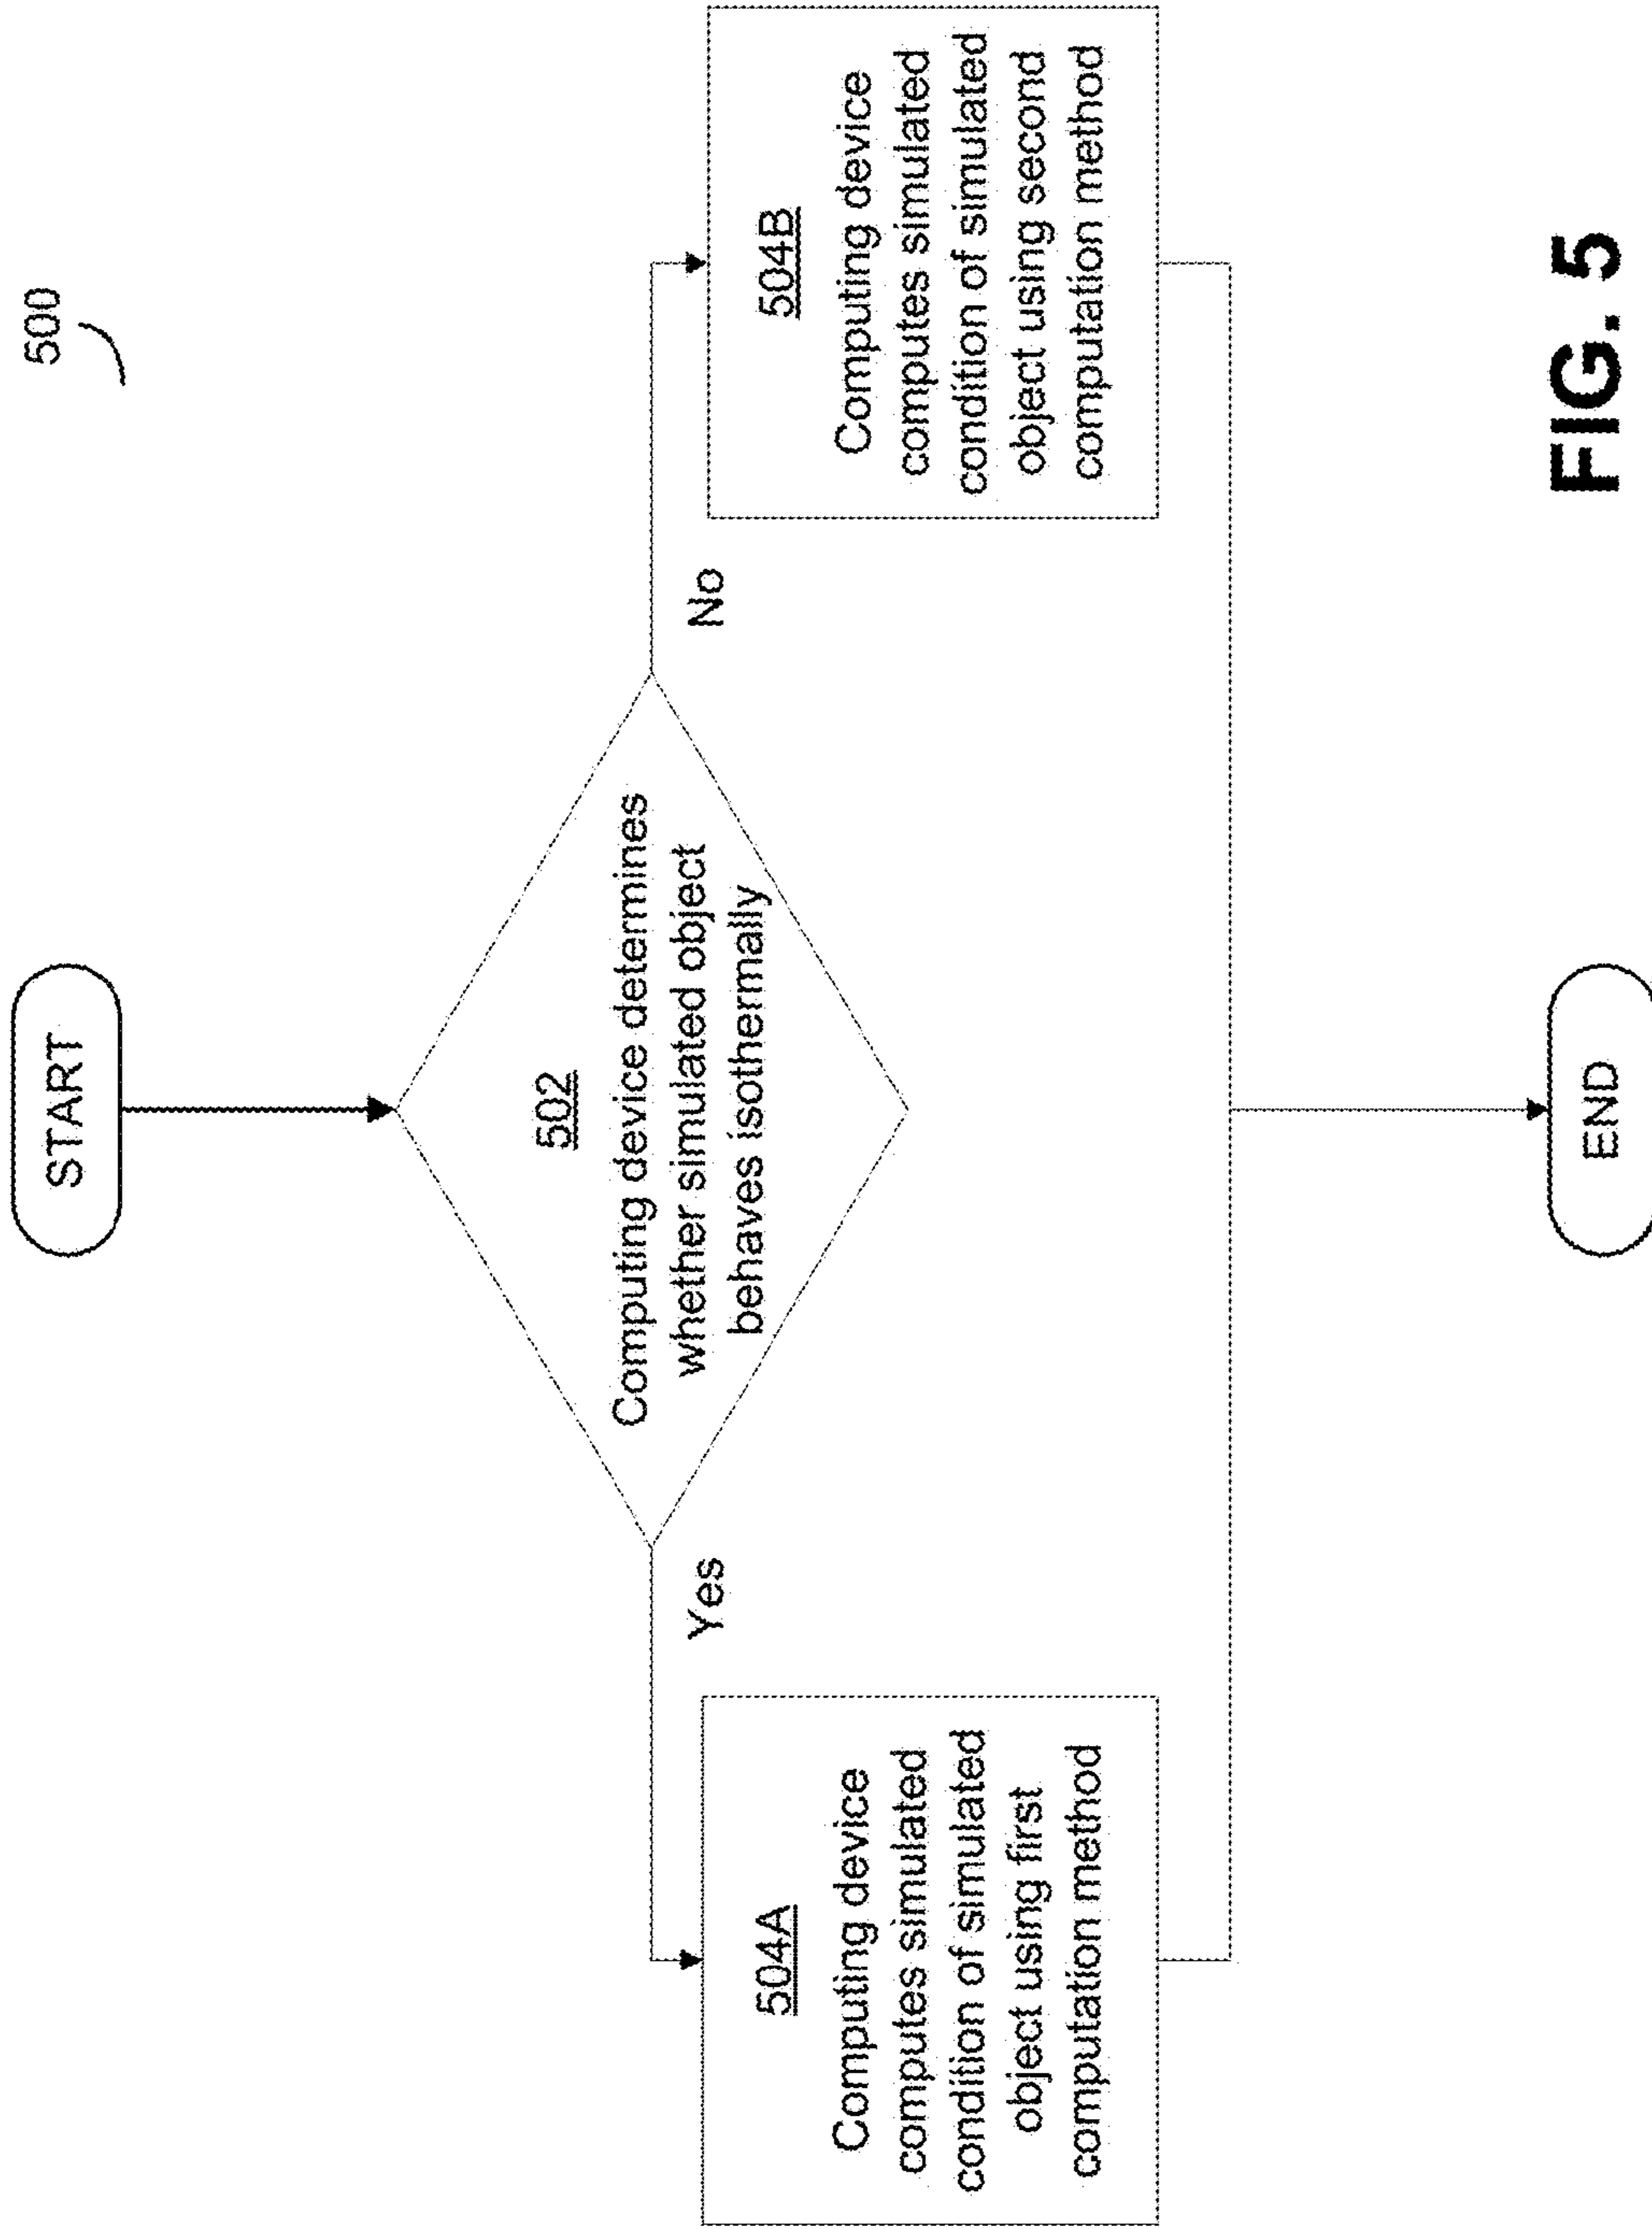 500
START
502
Computing device determines
whether simulated object
behaves isothermally
Yes
No
504A
Computing device
computes simulated
condition of simulated
object using first
computation method
504B
Computing device
computes simulated
condition of simulated
object using second
computation method
END
FIG. 5